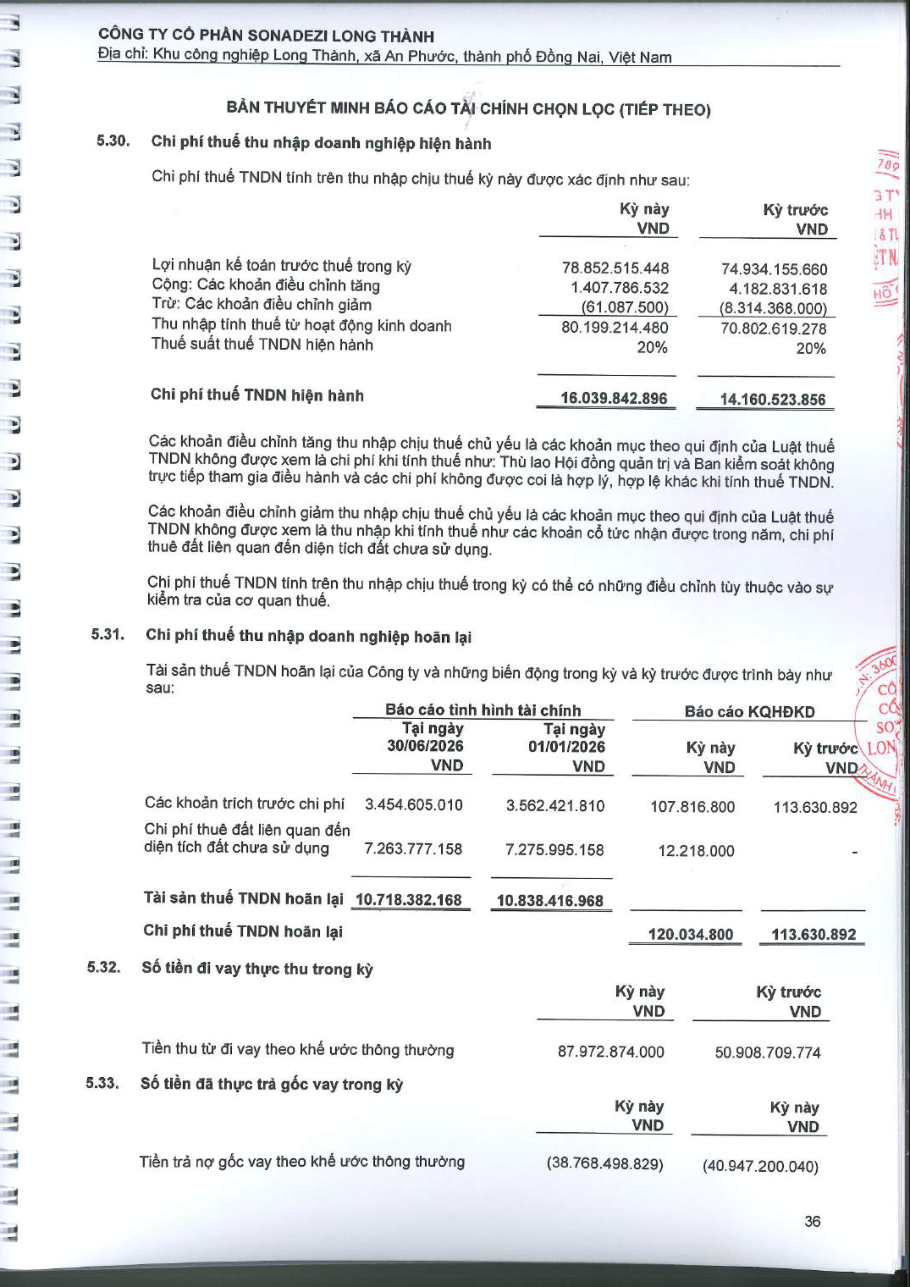 CÔNG TY CỔ PHẦN SONADEZI LONG THÀNH
Địa chỉ: Khu công nghiệp Long Thành, xã An Phước, thành phố Đồng Nai, Việt Nam
BẢN THUYẾT MINH BÁO CÁO TÀI CHÍNH CHỌN LỌC (TIẾP THEO)
5.30. Chi phí thuế thu nhập doanh nghiệp hiện hành
Chi phí thuế TNDN tính trên thu nhập chịu thuế kỳ này được xác định như sau:
Kỳ này Kỳ trước
VND VND
Lợi nhuận kế toán trước thuế trong kỳ 78.852.515.448 74.934.155.660
Cộng: Các khoản điều chỉnh tăng 1.407.786.532 4.182.831.618
Trừ: Các khoản điều chỉnh giảm (61.087.500) (8.314.368.000)
Thu nhập tính thuế từ hoạt động kinh doanh 80.199.214.480 70.802.619.278
Thuế suất thuế TNDN hiện hành 20% 20%
Chi phí thuế TNDN hiện hành 16.039.842.896 14.160.523.856
Các khoản điều chỉnh tăng thu nhập chịu thuế chủ yếu là các khoản mục theo qui định của Luật thuế
TNDN không được xem là chi phí khi tính thuế như: Thù lao Hội đồng quản trị và Ban kiểm soát không
trực tiếp tham gia điều hành và các chi phí không được coi là hợp lý, hợp lệ khác khi tính thuế TNDN.
Các khoản điều chỉnh giảm thu nhập chịu thuế chủ yếu là các khoản mục theo qui định của Luật thuế
TNDN không được xem là thu nhập khi tính thuế như các khoản cổ tức nhận được trong năm, chi phí
thuê đất liên quan đến diện tích đất chưa sử dụng.
Chi phí thuế TNDN tính trên thu nhập chịu thuế trong kỳ có thể có những điều chỉnh tùy thuộc vào sự
kiểm tra của cơ quan thuế.
5.31. Chi phí thuế thu nhập doanh nghiệp hoãn lại
Tài sản thuế TNDN hoãn lại của Công ty và những biến động trong kỳ và kỳ trước được trình bày như
sau:
Báo cáo tình hình tài chính Báo cáo KQHĐKD
Tại ngày Tại ngày
30/06/2026 01/01/2026 Kỳ này Kỳ trước
VND VND VND VND
Các khoản trích trước chi phí 3.454.605.010 3.562.421.810 107.816.800 113.630.892
Chi phí thuê đất liên quan đến
diện tích đất chưa sử dụng 7.263.777.158 7.275.995.158 12.218.000 -
Tài sản thuế TNDN hoãn lại 10.718.382.168 10.838.416.968
Chi phí thuế TNDN hoãn lại 120.034.800 113.630.892
5.32. Số tiền đi vay thực thu trong kỳ
Kỳ này Kỳ trước
VND VND
Tiền thu từ đi vay theo khế ước thông thường 87.972.874.000 50.908.709.774
5.33. Số tiền đã thực trả gốc vay trong kỳ
Kỳ này Kỳ này
VND VND
Tiền trả nợ gốc vay theo khế ước thông thường (38.768.498.829) (40.947.200.040)
36